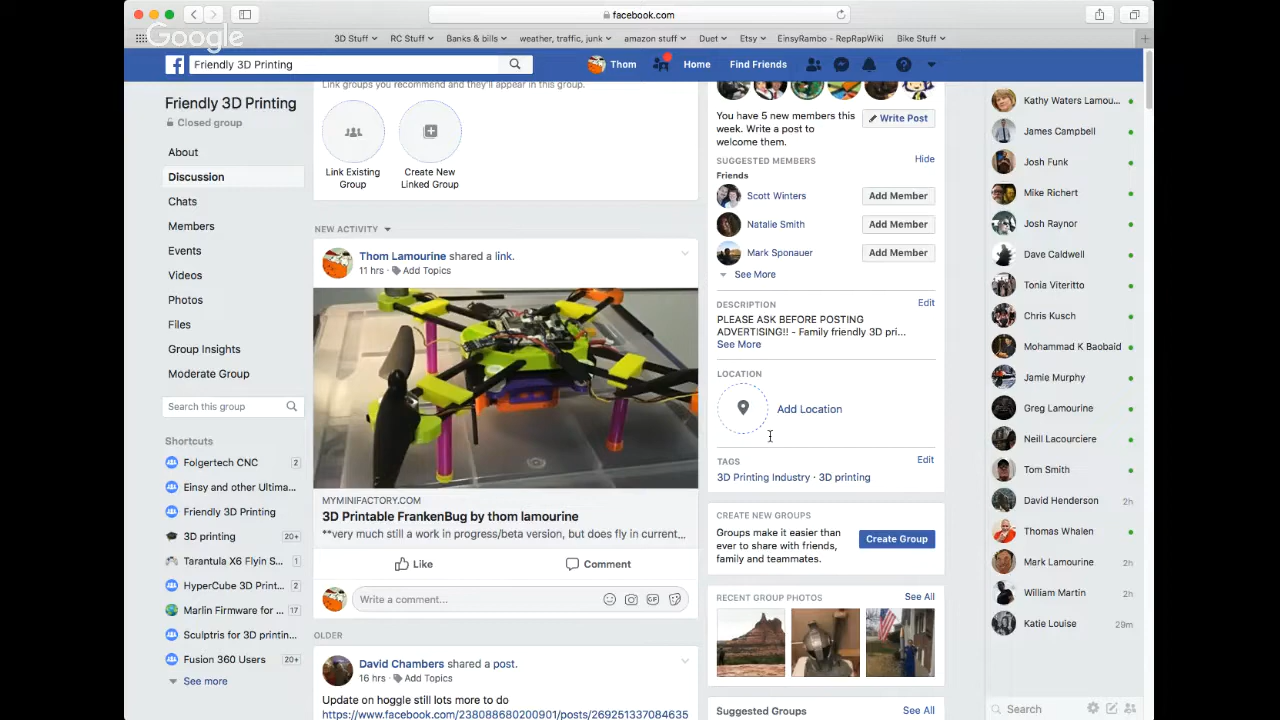 facebook.com
Google
3D Stuff
RC Stuff
Banks & bills
weather, traffic, junk
amazon stuff
Duet
Etsy
EinsyRambo - RepRapWiki
Bike Stuff
Friendly 3D Printing
Thom
Home
Find Friends
Friendly 3D Printing
Closed group
About
Discussion
Chats
Members
Events
Videos
Photos
Files
Group Insights
Moderate Group
Search this group
Shortcuts
Folgertech CNC 2
Einsy and other Ultima...
Friendly 3D Printing
3D printing 20+
Tarantula X6 Flyin S... 1
HyperCube 3D Print... 2
Marlin Firmware for ... 17
Sculptris for 3D printin...
Fusion 360 Users 20+
See more
Link groups you recommend and they'll appear in this group.
Link Existing
Group
Create New
Linked Group
NEW ACTIVITY
Thom Lamourine shared a link.
11 hrs · Add Topics
MYMINIFACTORY.COM
3D Printable FrankenBug by thom lamourine
**very much still a work in progress/beta version, but does fly in current...
Like
Comment
Write a comment...
GIF
OLDER
David Chambers shared a post.
16 hrs · Add Topics
Update on hoggle still lots more to do
https://www.facebook.com/238088680200901/posts/269251337084635
You have 5 new members this
week. Write a post to
welcome them.
Write Post
SUGGESTED MEMBERS
Hide
Friends
Scott Winters
Add Member
Natalie Smith
Add Member
Mark Sponauer
Add Member
See More
DESCRIPTION
Edit
PLEASE ASK BEFORE POSTING
ADVERTISING!! - Family friendly 3D pri...
See More
LOCATION
Add Location
TAGS
Edit
3D Printing Industry · 3D printing
CREATE NEW GROUPS
Groups make it easier than
ever to share with friends,
family and teammates.
Create Group
RECENT GROUP PHOTOS
See All
Suggested Groups
See All
Kathy Waters Lamou...
James Campbell
Josh Funk
Mike Richert
Josh Raynor
Dave Caldwell
Tonia Viteritto
Chris Kusch
Mohammad K Baobaid
Jamie Murphy
Greg Lamourine
Neill Lacourciere
Tom Smith
David Henderson 2h
Thomas Whalen
Mark Lamourine 2h
William Martin 2h
Katie Louise 29m
Search